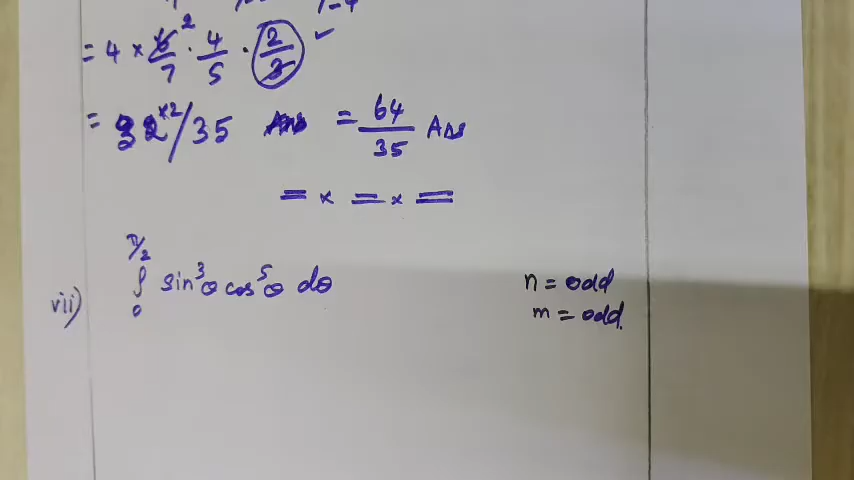 = 4 × 6/7 2 · 4/5 · 2/3 ✓
= 32×2/35 Ans = 64/35 Ans
= × = × =
vii) ∫₀^π/2 sin³θ cos⁵θ dθ n = odd
m = odd.